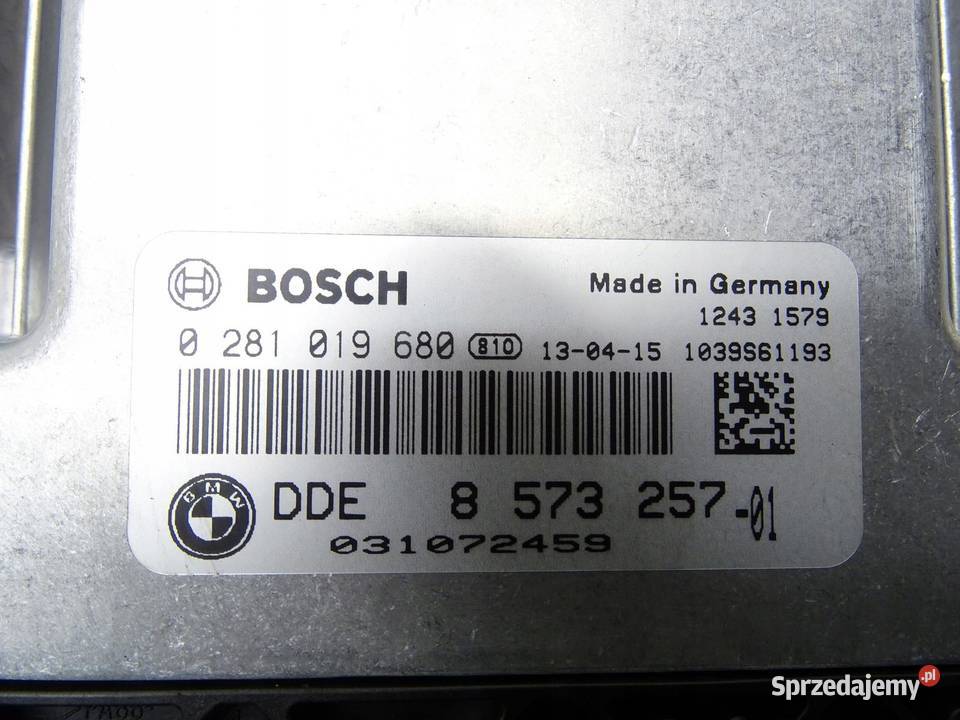 BOSCH
Made in Germany
1243 1579
0 281 019 680 810 13-04-15 1039S61193
BMW
DDE 8 573 257-01
031072459
Sprzedajemy.pl